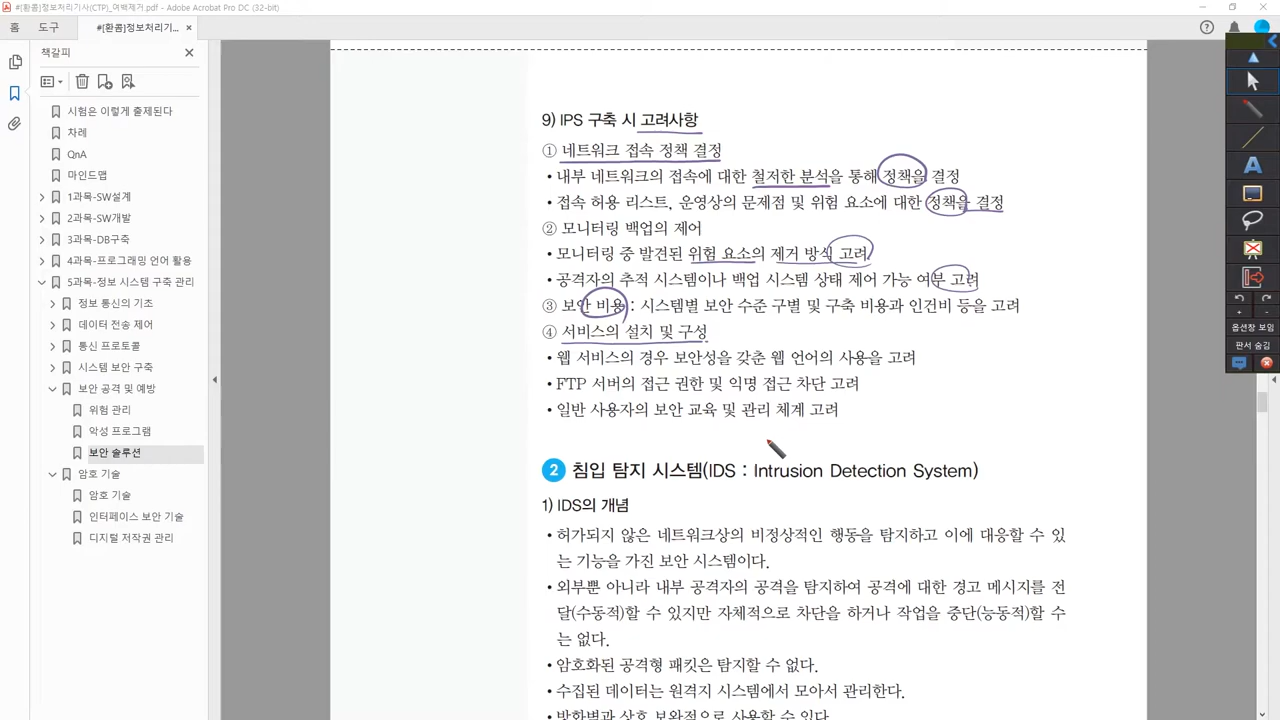 #[환콤]정보처리기사(CTP)_여백제거.pdf - Adobe Acrobat Pro DC (32-bit)
홈
도구
#[환콤]정보처리기...
책갈피
시험은 이렇게 출제된다
차례
QnA
마인드맵
1과목-SW설계
2과목-SW개발
3과목-DB구축
4과목-프로그래밍 언어 활용
5과목-정보 시스템 구축 관리
정보 통신의 기초
데이터 전송 제어
통신 프로토콜
시스템 보안 구축
보안 공격 및 예방
위험 관리
악성 프로그램
보안 솔루션
암호 기술
암호 기술
인터페이스 보안 기술
디지털 저작권 관리
9) IPS 구축 시 고려사항
① 네트워크 접속 정책 결정
• 내부 네트워크의 접속에 대한 철저한 분석을 통해 정책을 결정
• 접속 허용 리스트, 운영상의 문제점 및 위험 요소에 대한 정책을 결정
② 모니터링 백업의 제어
• 모니터링 중 발견된 위험 요소의 제거 방식 고려
• 공격자의 추적 시스템이나 백업 시스템 상태 제어 가능 여부 고려
③ 보안 비용 : 시스템별 보안 수준 구별 및 구축 비용과 인건비 등을 고려
④ 서비스의 설치 및 구성
• 웹 서비스의 경우 보안성을 갖춘 웹 언어의 사용을 고려
• FTP 서버의 접근 권한 및 익명 접근 차단 고려
• 일반 사용자의 보안 교육 및 관리 체계 고려
2 침입 탐지 시스템(IDS : Intrusion Detection System)
1) IDS의 개념
• 허가되지 않은 네트워크상의 비정상적인 행동을 탐지하고 이에 대응할 수 있
는 기능을 가진 보안 시스템이다.
• 외부뿐 아니라 내부 공격자의 공격을 탐지하여 공격에 대한 경고 메시지를 전
달(수동적)할 수 있지만 자체적으로 차단을 하거나 작업을 중단(능동적)할 수
는 없다.
• 암호화된 공격형 패킷은 탐지할 수 없다.
• 수집된 데이터는 원격지 시스템에서 모아서 관리한다.
• 방화벽과 상호 보완적으로 사용할 수 있다.
A
옵션창 보임
판서 숨김